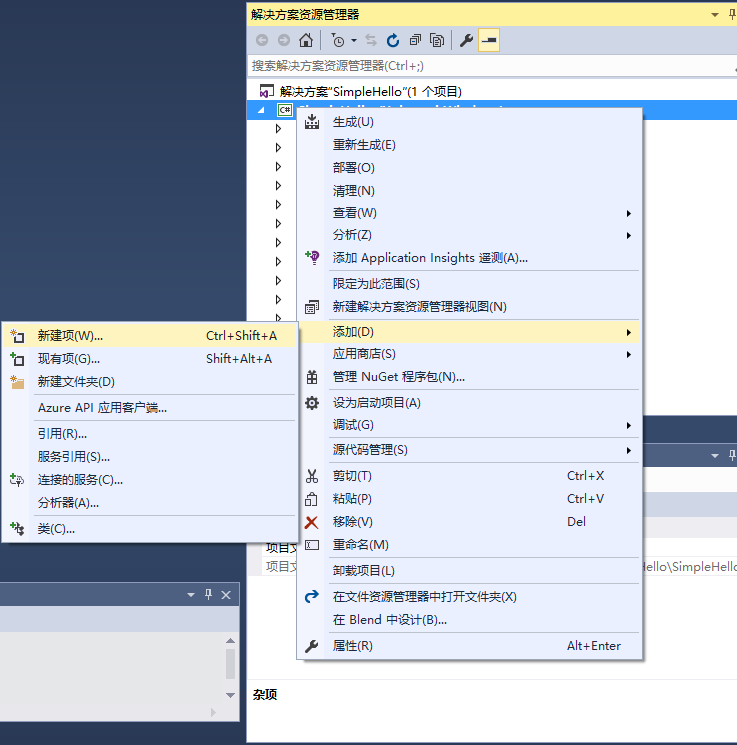 解决方案资源管理器
搜索解决方案资源管理器(Ctrl+;)
解决方案"SimpleHello"(1 个项目)
C#
生成(U)
重新生成(E)
部署(O)
清理(N)
查看(W)
分析(Z)
添加 Application Insights 遥测(A)...
限定为此范围(S)
新建解决方案资源管理器视图(N)
添加(D)
应用商店(S)
管理 NuGet 程序包(N)...
设为启动项目(A)
调试(G)
源代码管理(S)
剪切(T) Ctrl+X
粘贴(P) Ctrl+V
移除(V) Del
重命名(M)
卸载项目(L)
在文件资源管理器中打开文件夹(X)
在 Blend 中设计(B)...
属性(R) Alt+Enter
新建项(W)... Ctrl+Shift+A
现有项(G)... Shift+Alt+A
新建文件夹(D)
Azure API 应用客户端...
引用(R)...
服务引用(S)...
连接的服务(C)...
分析器(A)...
类(C)...
项目文
项目文 Hello\SimpleHello
杂项